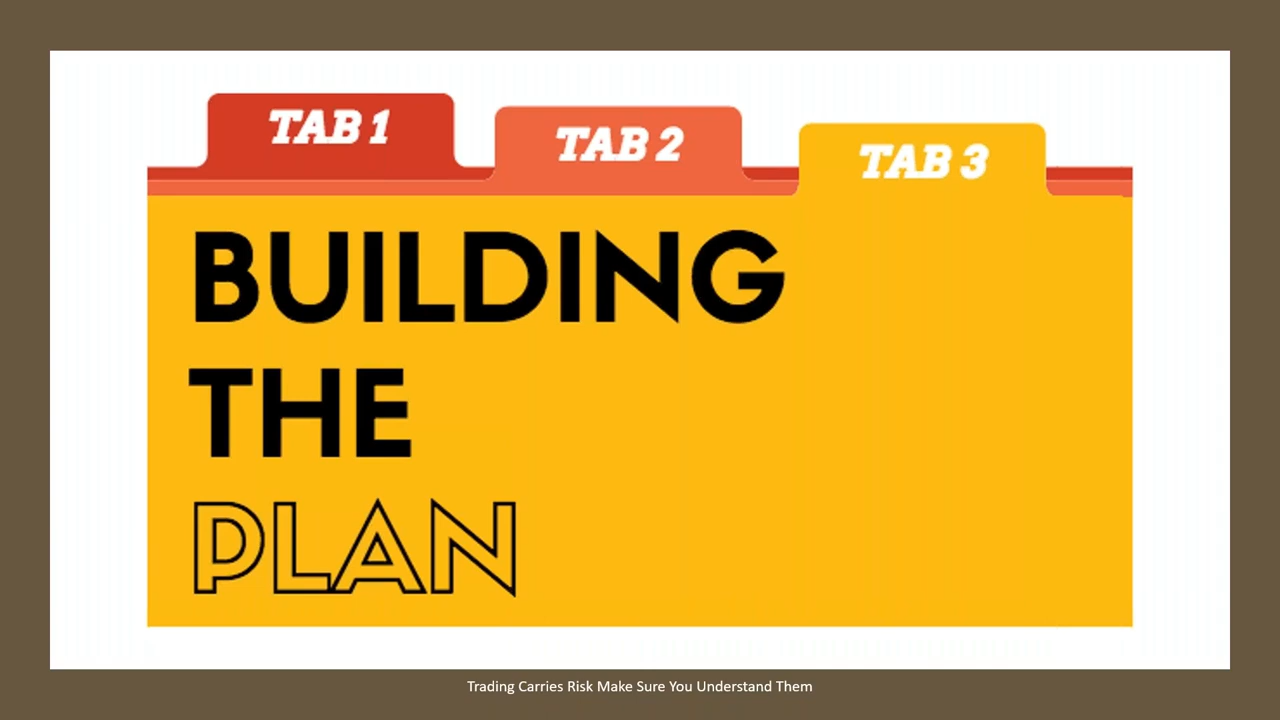 TAB 1
TAB 2
TAB 3
BUILDING
THE
PLAN
Trading Carries Risk Make Sure You Understand Them